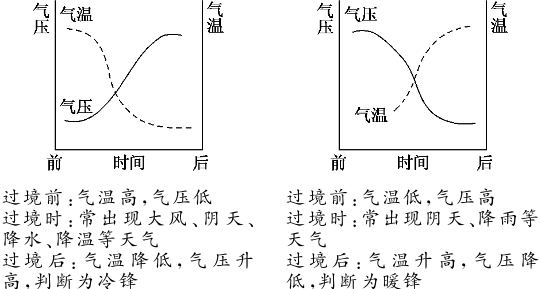 气压 气温 气温
气压
前 时间 后
过境前:气温高,气压低
过境时:常出现大风、阴天、
降水、降温等天气
过境后:气温降低,气压升
高,判断为冷锋
气压 气压 气温
气温
前 时间 后
过境前:气温低,气压高
过境时:常出现阴天、降雨等
天气
过境后:气温升高,气压降
低,判断为暖锋